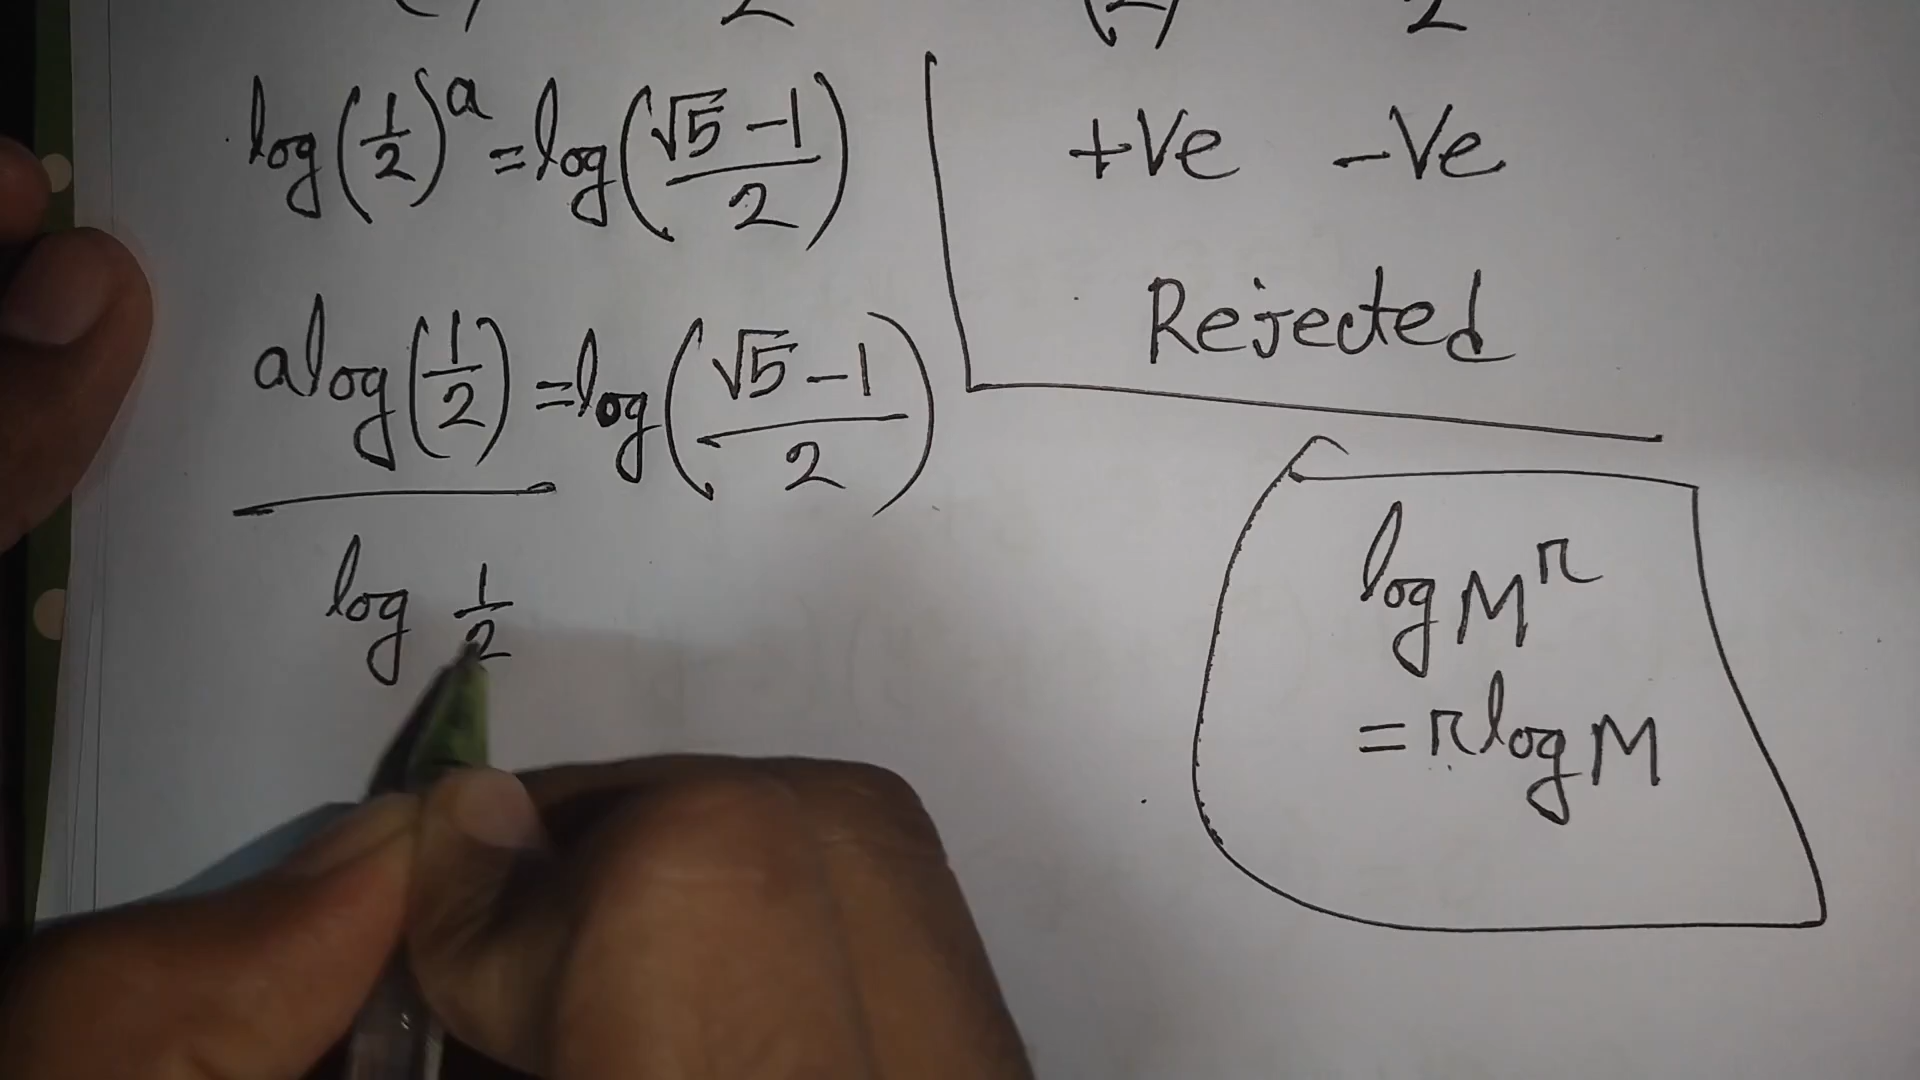 log(1/2)^a = log((√5 - 1)/2)
a log(1/2) = log((√5 - 1)/2)
log 1/2
+Ve -Ve
Rejected
log M^r
= r log M